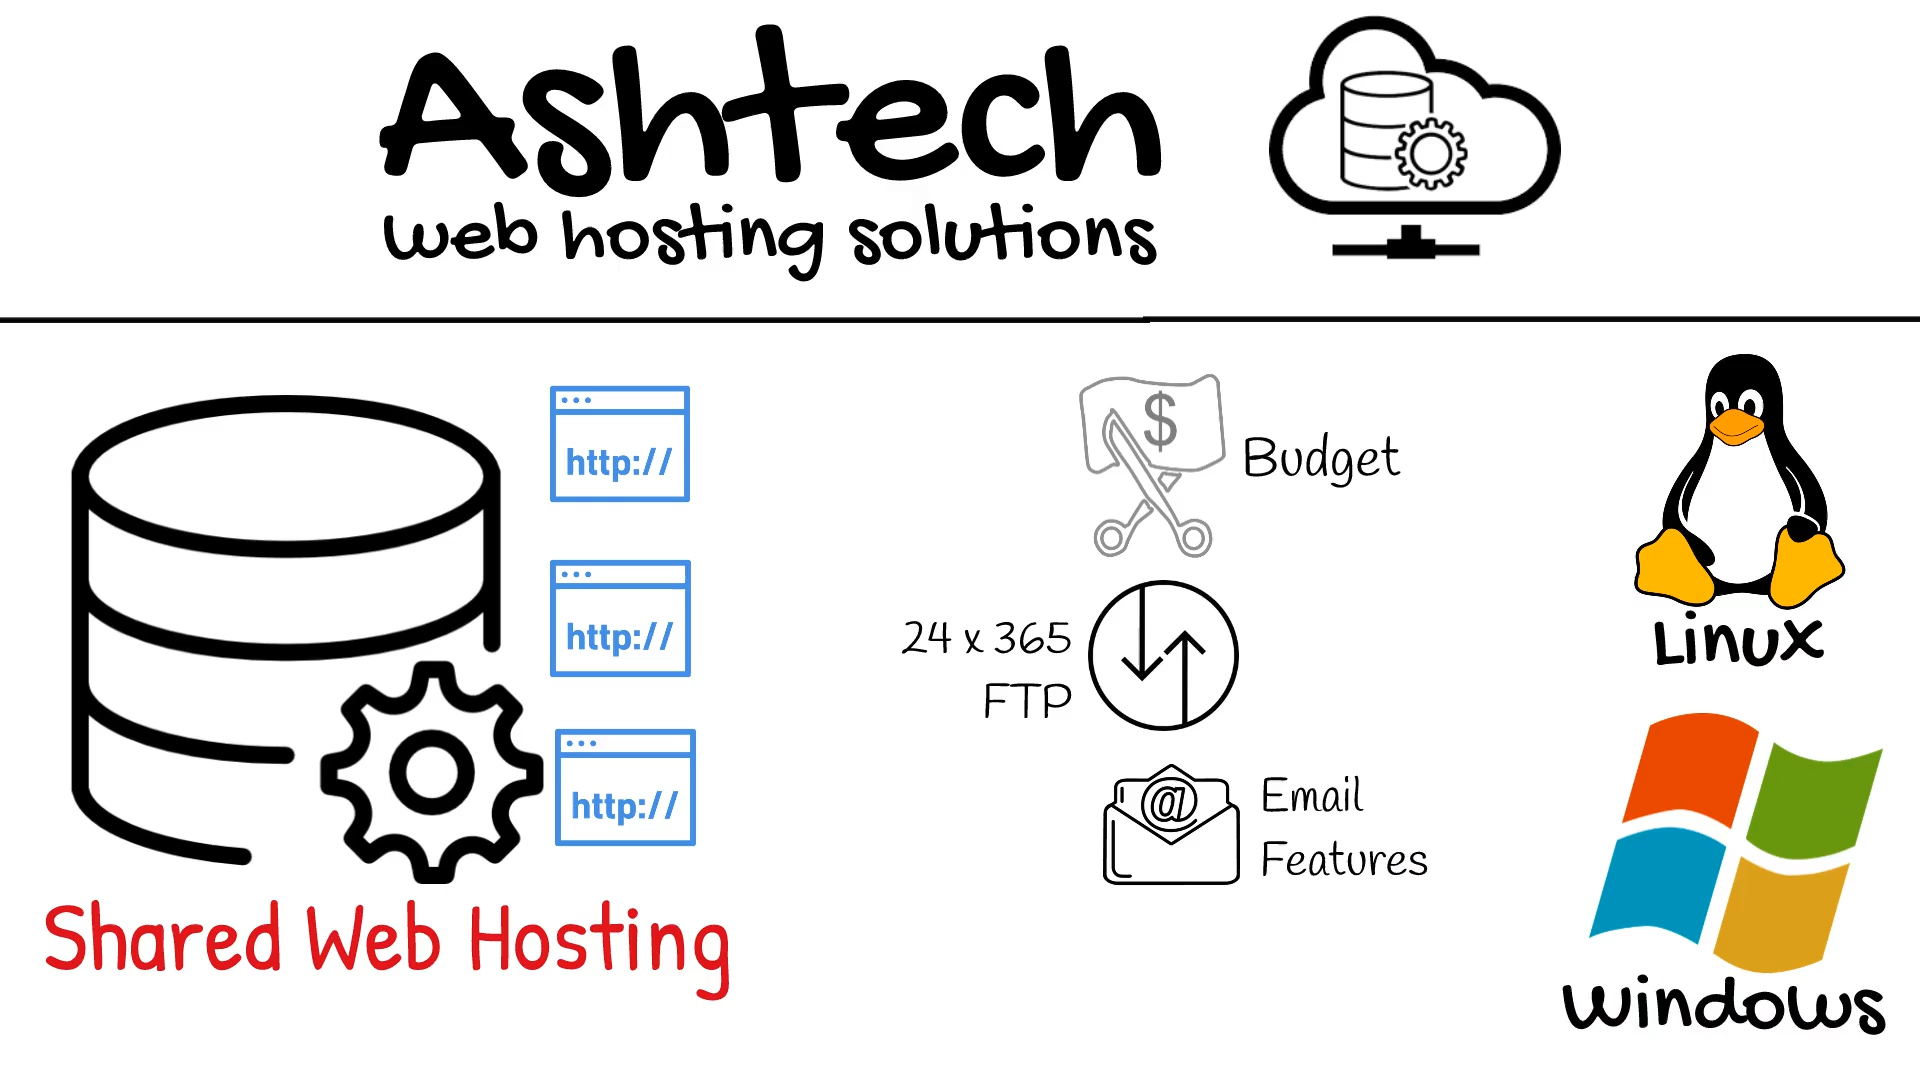 Ashtech
web hosting solutions
http://
http://
http://
Shared Web Hosting
$
Budget
24 x 365
FTP
@
Email
Features
Linux
Windows